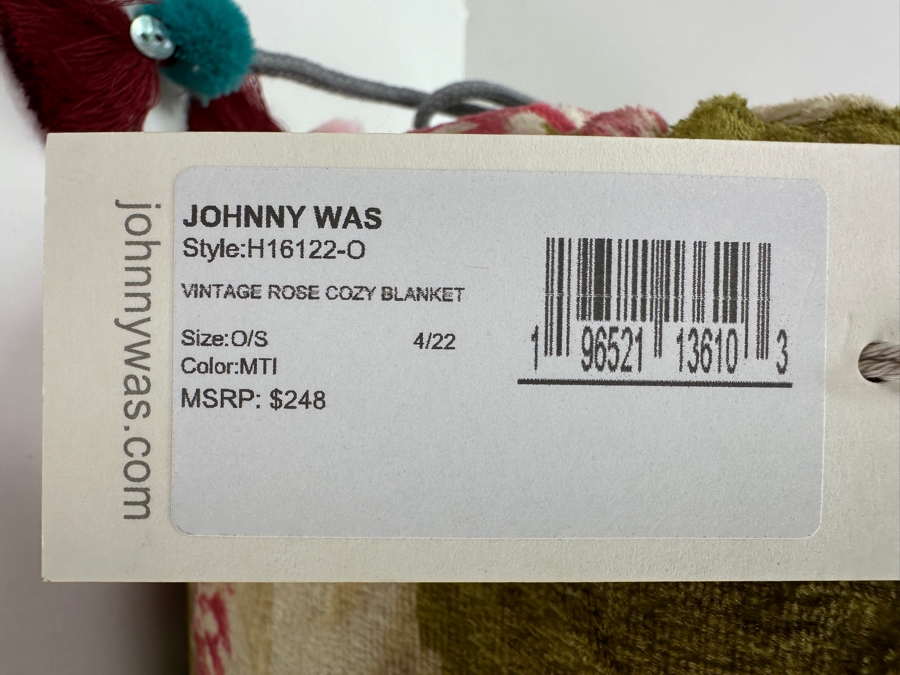 johnnywas.com
JOHNNY WAS
Style:H16122-O
VINTAGE ROSE COZY BLANKET
Size:O/S 4/22
Color:MTI
MSRP: $248
1 96521 13610 3